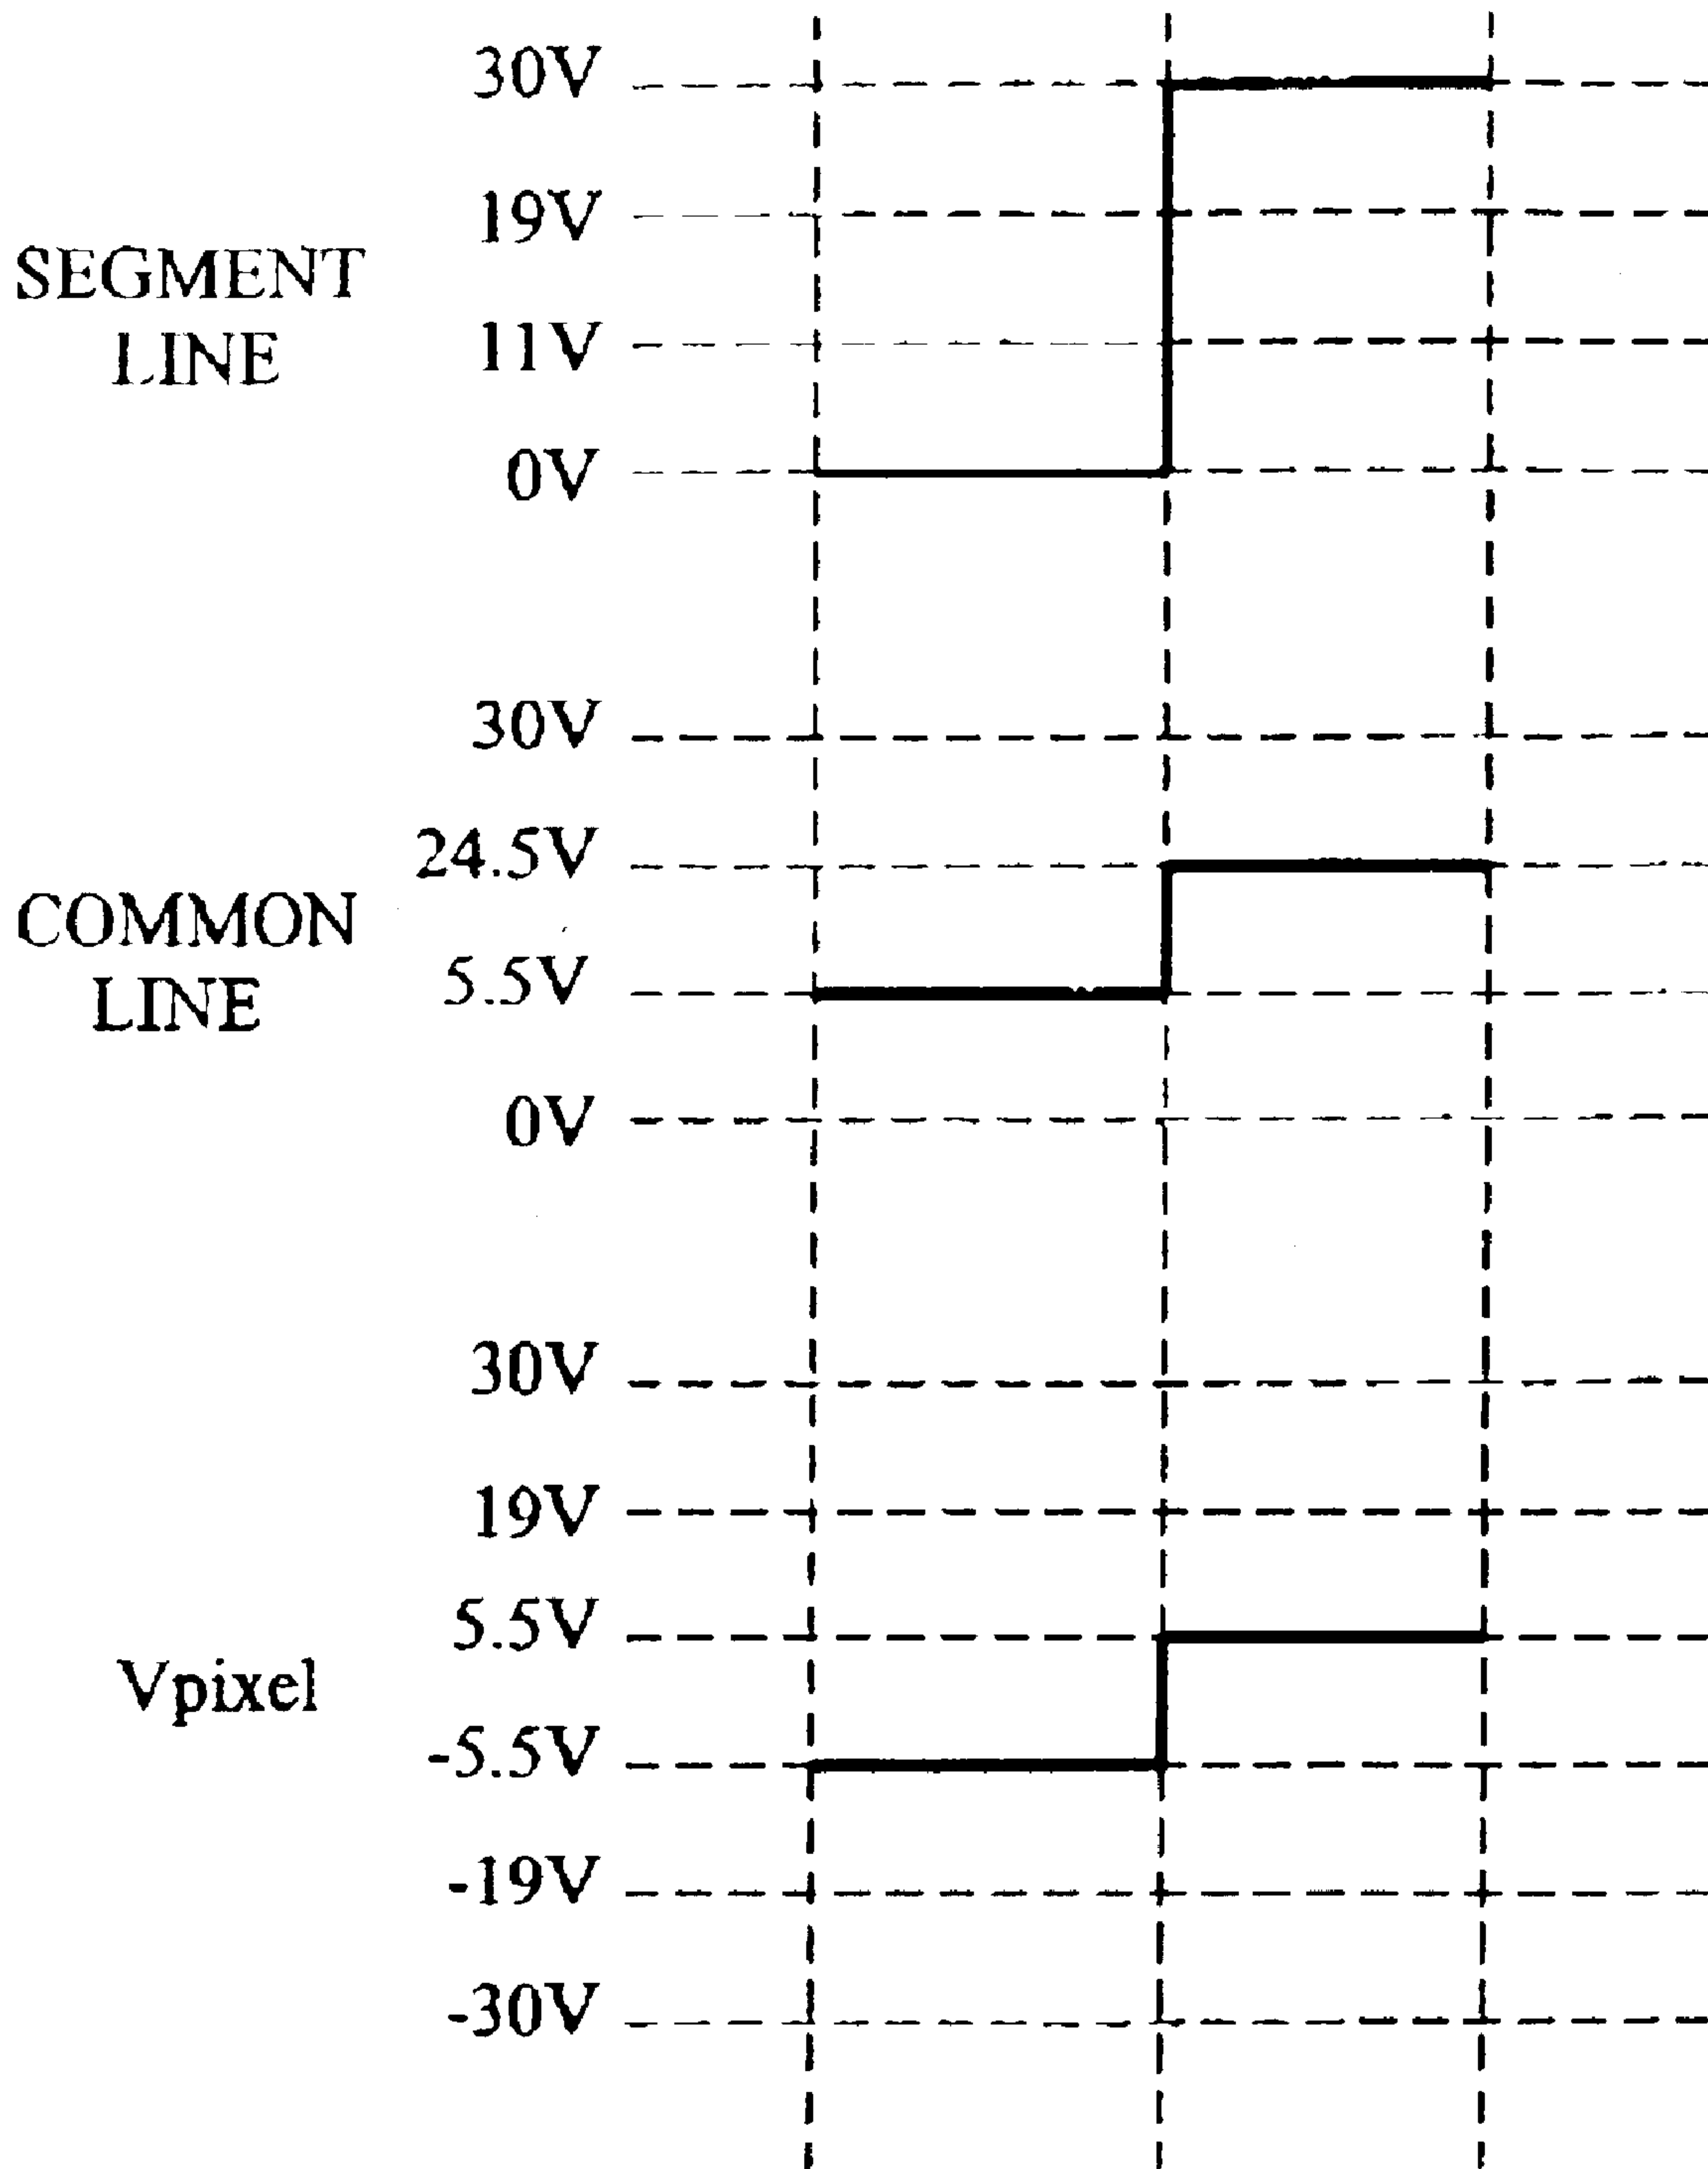 30V
19V
SEGMENT
LINE
11V
0V
30V
24.5V
COMMON
LINE
5.5V
0V
30V
19V
5.5V
Vpixel
-5.5V
-19V
-30V